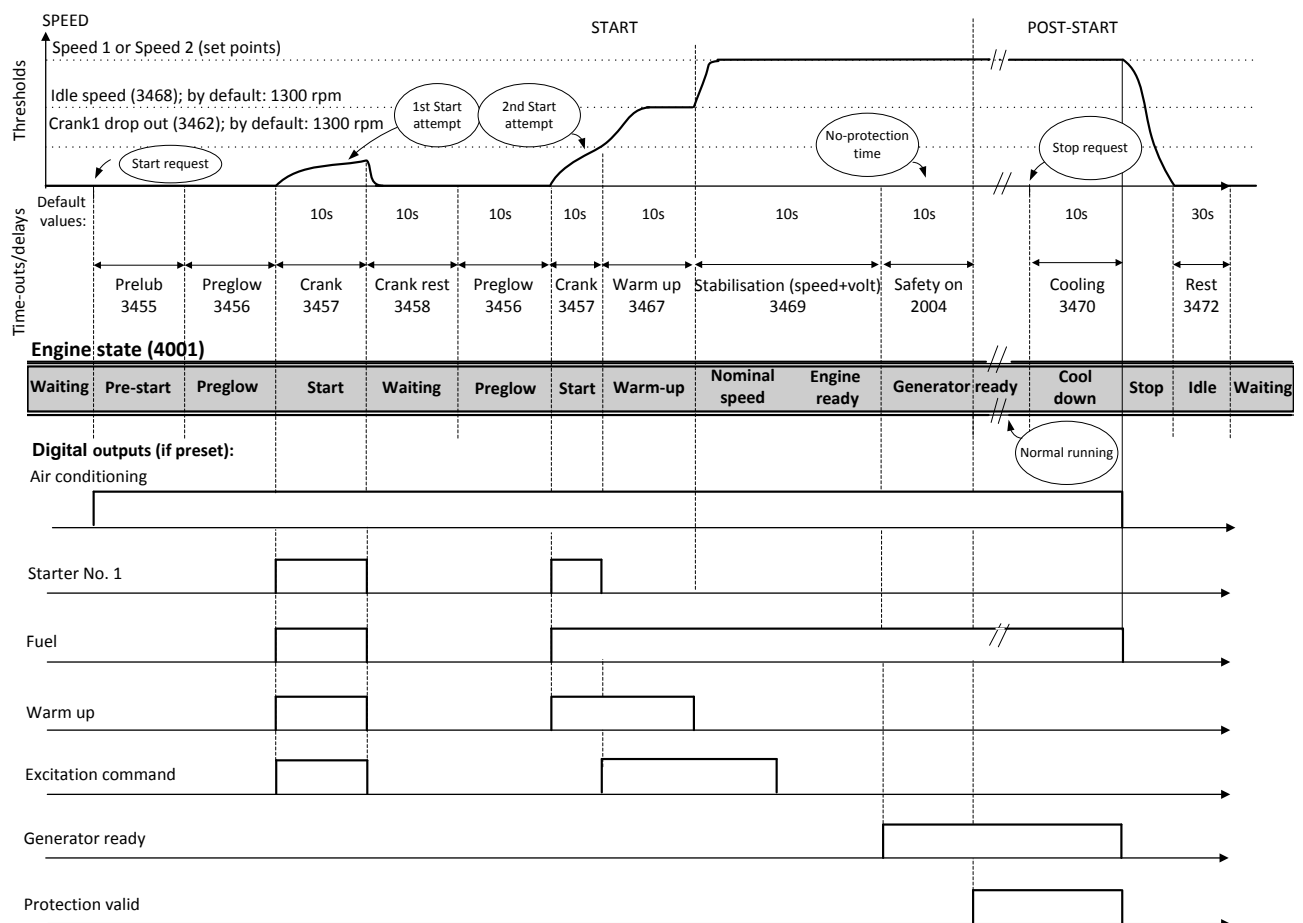 SPEED
START
POST-START
Speed 1 or Speed 2 (set points)
Idle speed (3468); by default: 1300 rpm
Crank1 drop out (3462); by default: 1300 rpm
Thresholds
1st Start
attempt
2nd Start
attempt
No-protection
time
Start request
Stop request
Time-outs/delays
Default
values:
10s
10s
10s
10s
10s
10s
10s
10s
30s
Prelub
3455
Preglow
3456
Crank
3457
Crank rest
3458
Preglow
3456
Crank
3457
Warm up
3467
Stabilisation (speed+volt)
3469
Safety on
2004
Cooling
3470
Rest
3472
Engine state (4001)
Waiting
Pre-start
Preglow
Start
Waiting
Preglow
Start
Warm-up
Nominal
speed
Engine
ready
Generator ready
Cool
down
Stop
Idle
Waiting
Normal running
Digital outputs (if preset):
Air conditioning
Starter No. 1
Fuel
Warm up
Excitation command
Generator ready
Protection valid